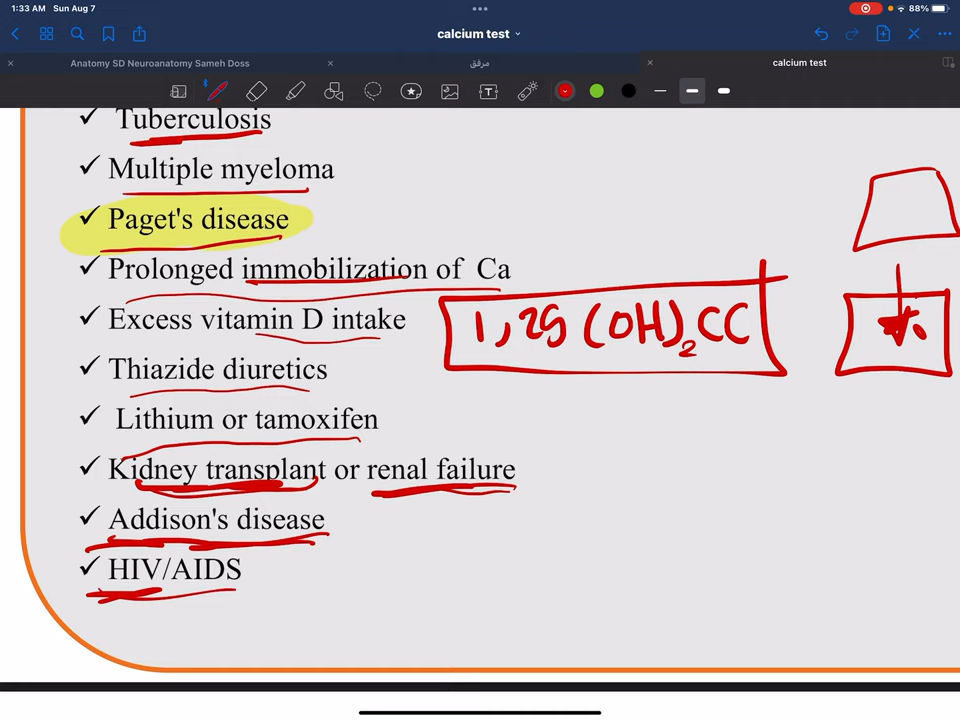 1:33 AM Sun Aug 7
88%
calcium test
Anatomy SD Neuroanatomy Sameh Doss
مرفق
calcium test
✓ Tuberculosis
✓ Multiple myeloma
✓ Paget's disease
✓ Prolonged immobilization of Ca
✓ Excess vitamin D intake
1,25 (OH)₂CC
✓ Thiazide diuretics
✓ Lithium or tamoxifen
✓ Kidney transplant or renal failure
✓ Addison's disease
✓ HIV/AIDS